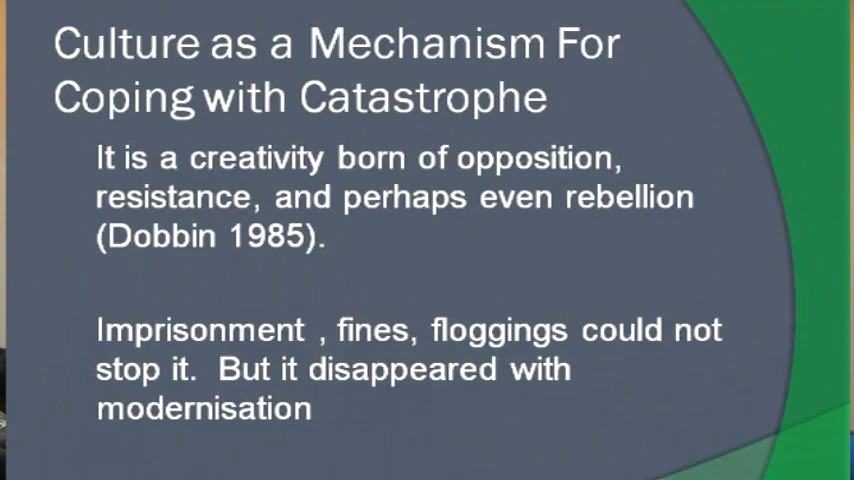 Culture as a Mechanism For
Coping with Catastrophe
It is a creativity born of opposition,
resistance, and perhaps even rebellion
(Dobbin 1985).
Imprisonment , fines, floggings could not
stop it.  But it disappeared with
modernisation